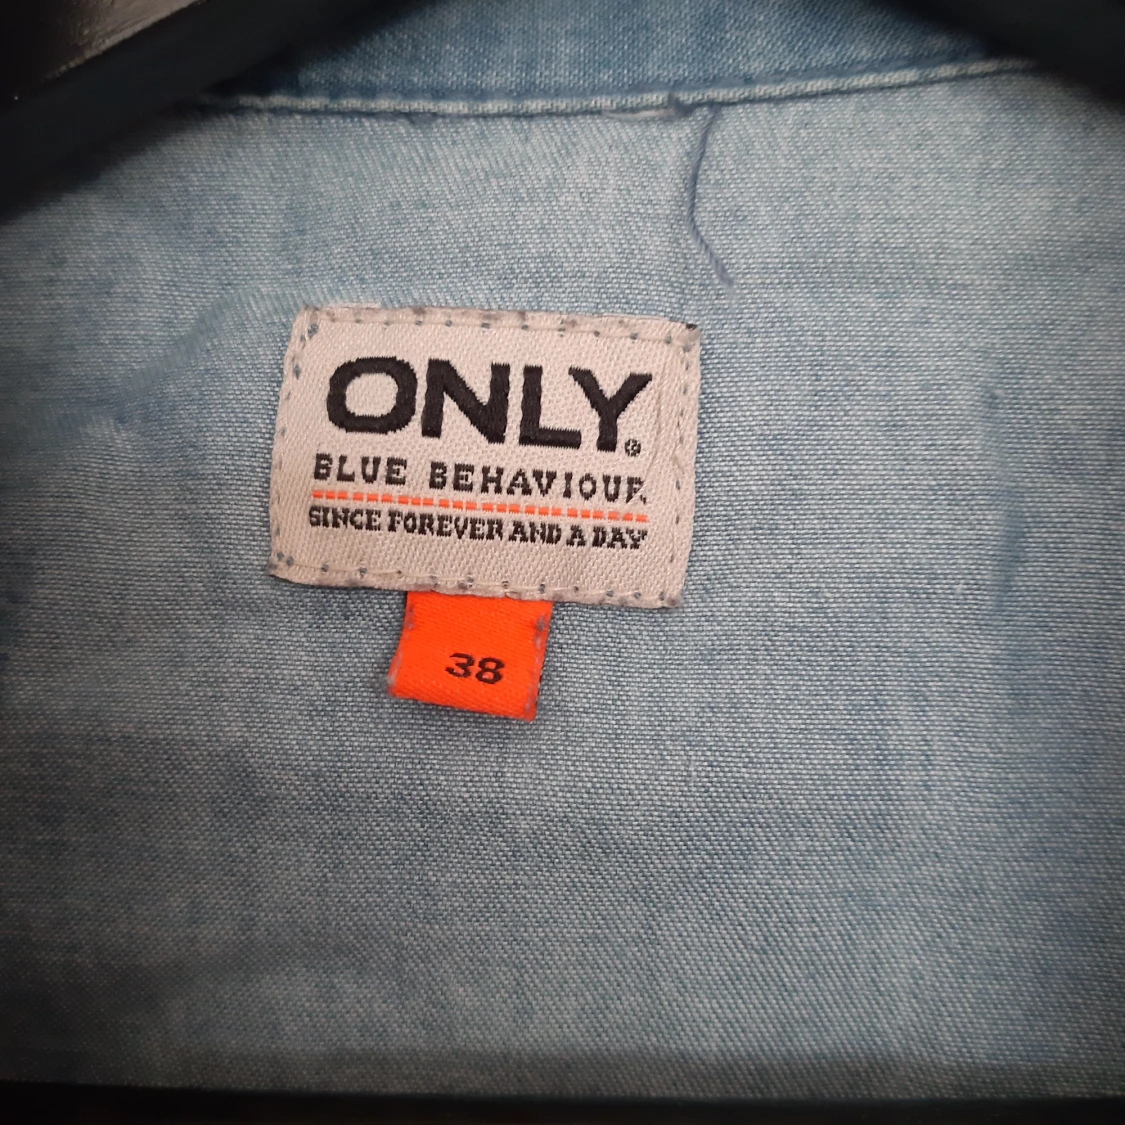 ONLY®
BLUE BEHAVIOUR
SINCE FOREVER AND A DAY
38